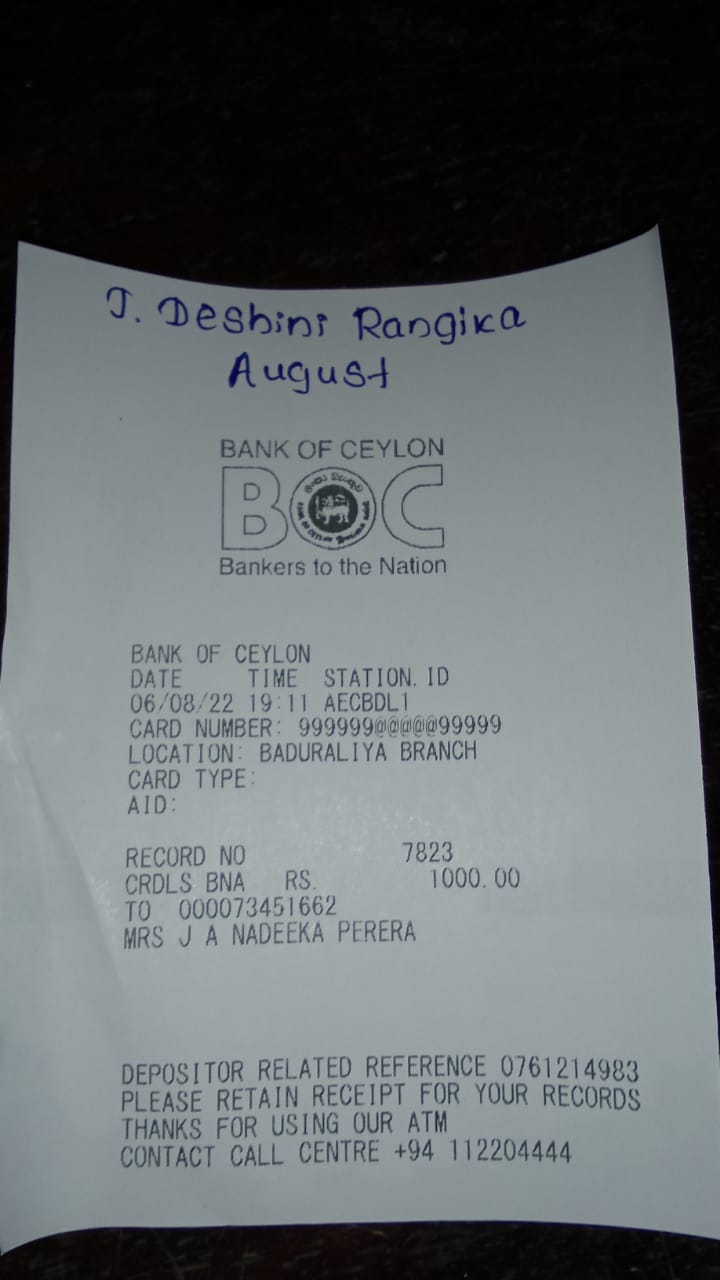 J. Deshini Rangika
August
BANK OF CEYLON
BOC
Bankers to the Nation
BANK OF CEYLON
DATE TIME STATION.ID
06/08/22 19:11 AECBDL1
CARD NUMBER: 999999@@@@@99999
LOCATION: BADURALIYA BRANCH
CARD TYPE:
AID:
RECORD NO 7823
CRDLS BNA RS. 1000.00
TO 000073451662
MRS J A NADEEKA PERERA
DEPOSITOR RELATED REFERENCE 0761214983
PLEASE RETAIN RECEIPT FOR YOUR RECORDS
THANKS FOR USING OUR ATM
CONTACT CALL CENTRE +94 112204444